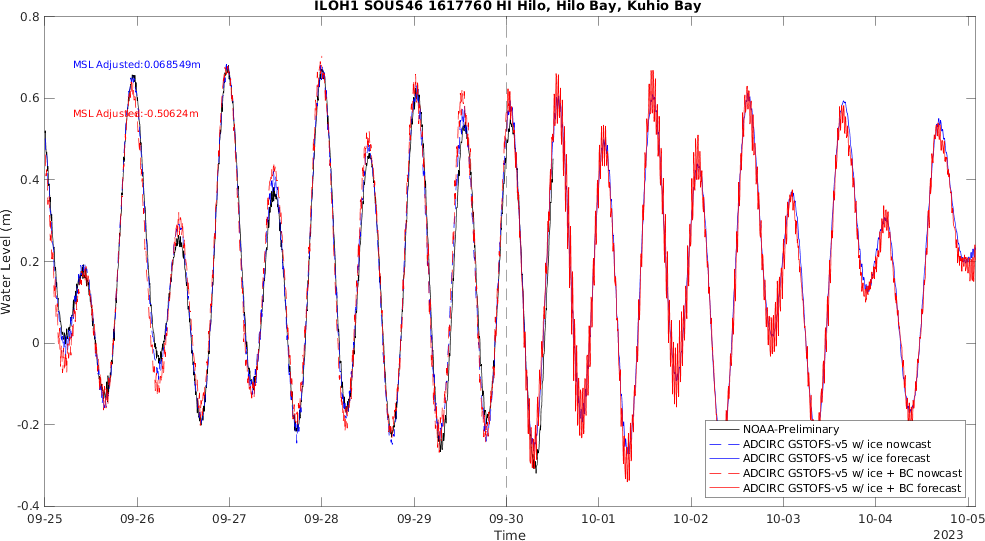 ILOH1 SOUS46 1617760 HI Hilo, Hilo Bay, Kuhio Bay
0.8
MSL Adjusted:0.068549m
0.6
MSL Adjusted:-0.50624m
0.4
Water Level (m)
0.2
0
-0.2
NOAA-Preliminary
ADCIRC GSTOFS-v5 w/ ice nowcast
ADCIRC GSTOFS-v5 w/ ice forecast
ADCIRC GSTOFS-v5 w/ ice + BC nowcast
ADCIRC GSTOFS-v5 w/ ice + BC forecast
-0.4
09-25 09-26 09-27 09-28 09-29 09-30 10-01 10-02 10-03 10-04 10-05
Time
2023